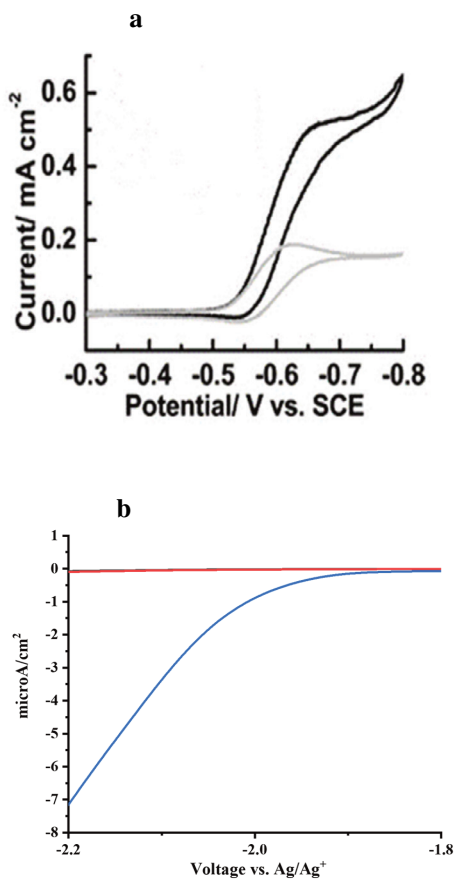 a
Current/ mA cm⁻²
0.6
0.4
0.2
0.0
-0.3 -0.4 -0.5 -0.6 -0.7 -0.8
Potential/ V vs. SCE
b
microA/cm²
1
0
-1
-2
-3
-4
-5
-6
-7
-8
-2.2 -2.0 -1.8
Voltage vs. Ag/Ag⁺